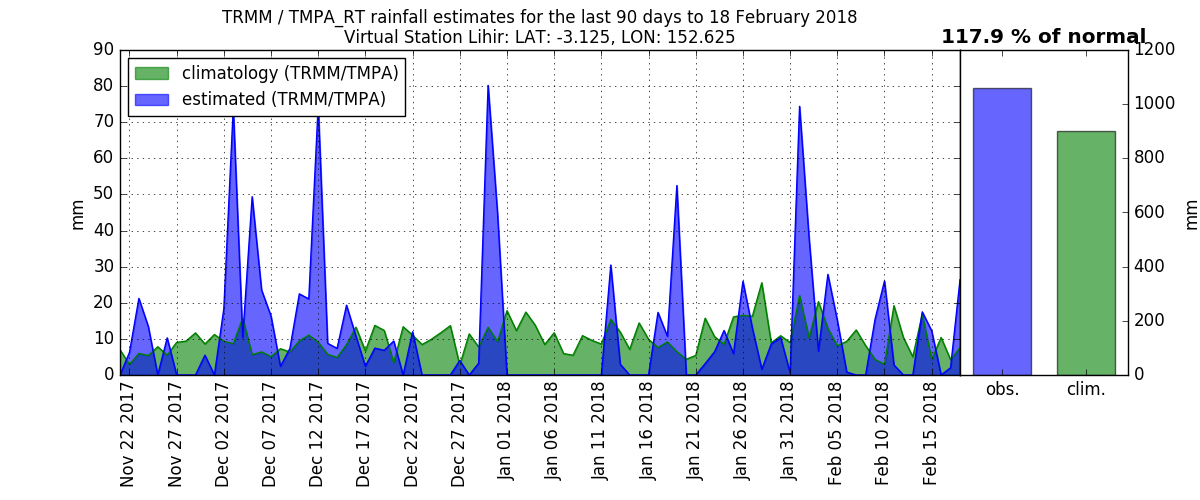 TRMM / TMPA_RT rainfall estimates for the last 90 days to 18 February 2018
Virtual Station Lihir: LAT: -3.125, LON: 152.625
117.9 % of normal
climatology (TRMM/TMPA)
estimated (TRMM/TMPA)
90
80
70
60
50
40
30
20
10
0
mm
1200
1000
800
600
400
200
0
mm
Nov 22 2017
Nov 27 2017
Dec 02 2017
Dec 07 2017
Dec 12 2017
Dec 17 2017
Dec 22 2017
Dec 27 2017
Jan 01 2018
Jan 06 2018
Jan 11 2018
Jan 16 2018
Jan 21 2018
Jan 26 2018
Jan 31 2018
Feb 05 2018
Feb 10 2018
Feb 15 2018
obs.
clim.